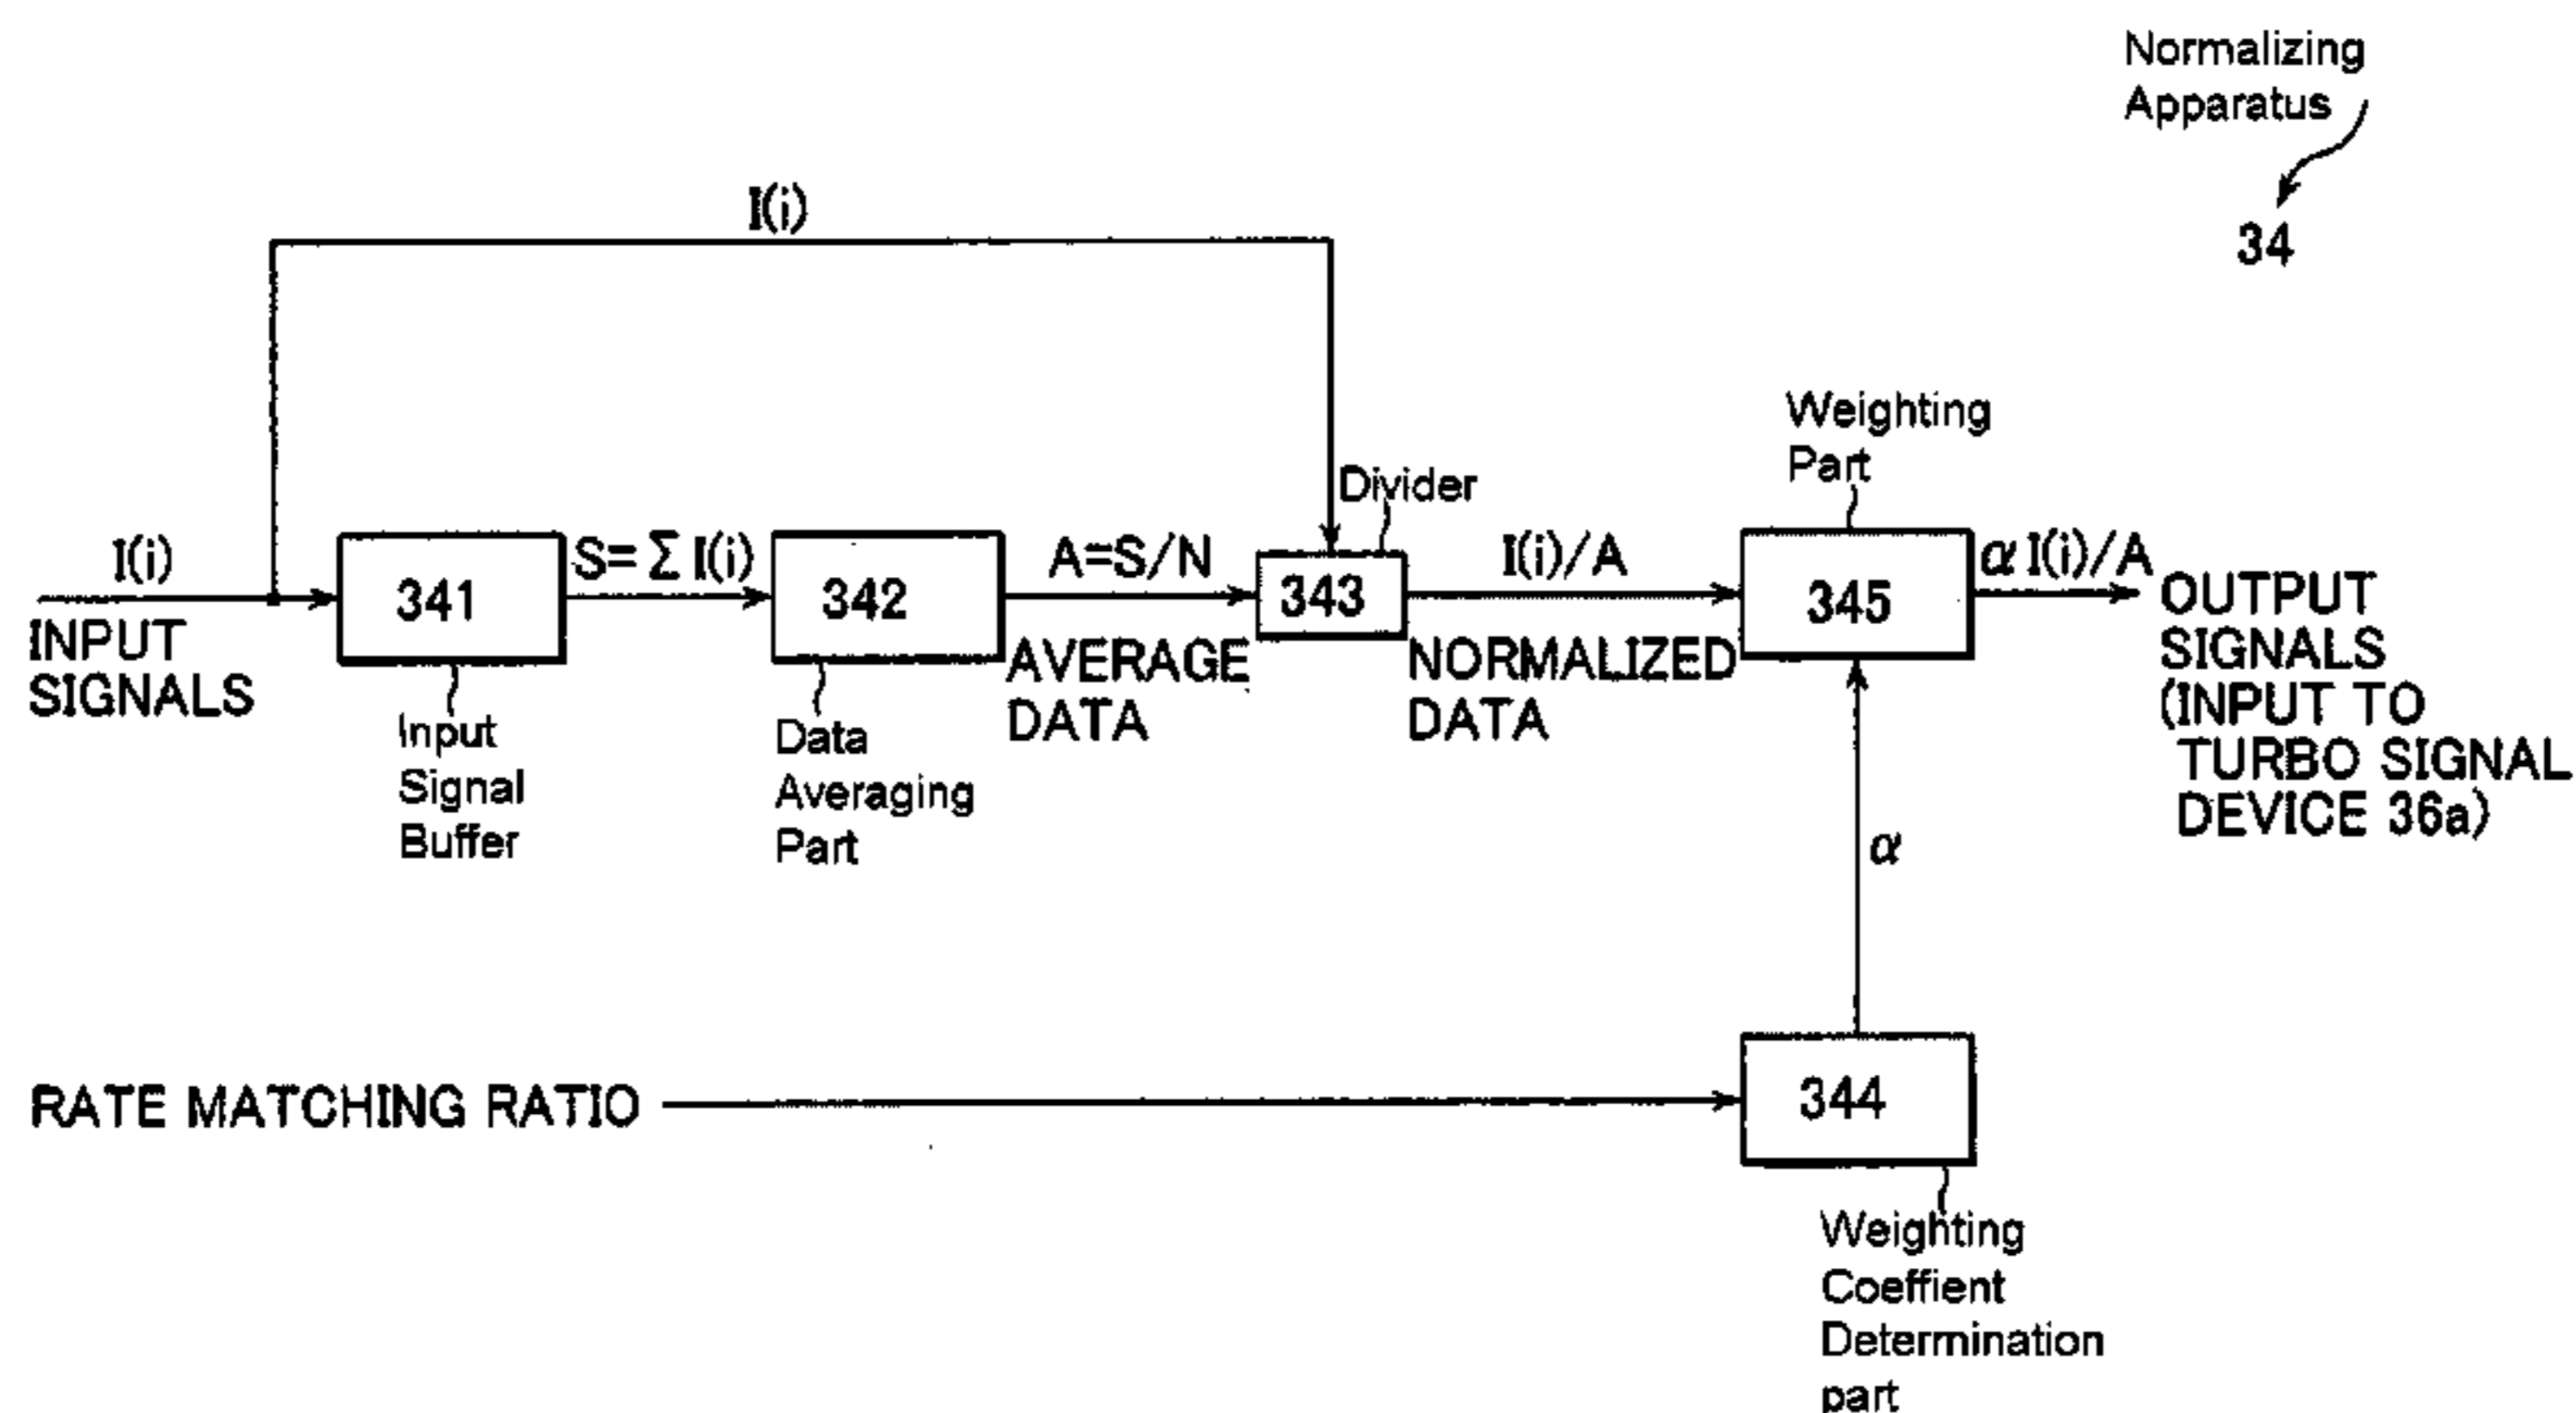 Normalizing
Apparatus
34
I(i)
Divider
Weighting
Part
I(i)
INPUT
SIGNALS
341
Input
Signal
Buffer
S=Σ I(i)
342
Data
Averaging
Part
A=S/N
AVERAGE
DATA
343
I(i)/A
NORMALIZED
DATA
345
α I(i)/A
OUTPUT
SIGNALS
(INPUT TO
TURBO SIGNAL
DEVICE 36a)
α
RATE MATCHING RATIO
344
Weighting
Coeffient
Determination
part